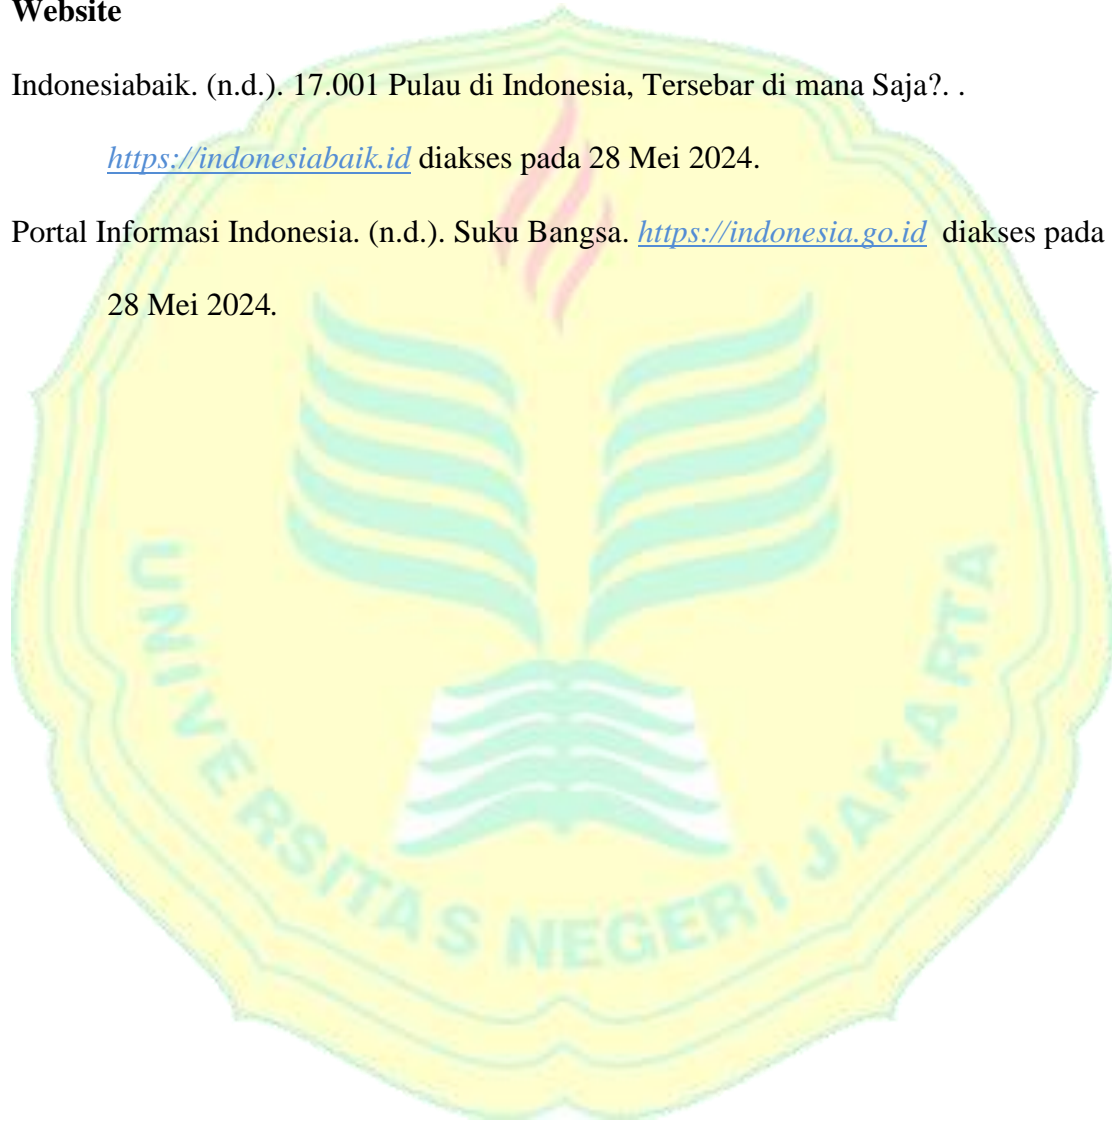 Website
Indonesiabaik. (n.d.). 17.001 Pulau di Indonesia, Tersebar di mana Saja?. .
https://indonesiabaik.id diakses pada 28 Mei 2024.
Portal Informasi Indonesia. (n.d.). Suku Bangsa. https://indonesia.go.id diakses pada
28 Mei 2024.
UNIVERSITAS NEGERI JAKARTA